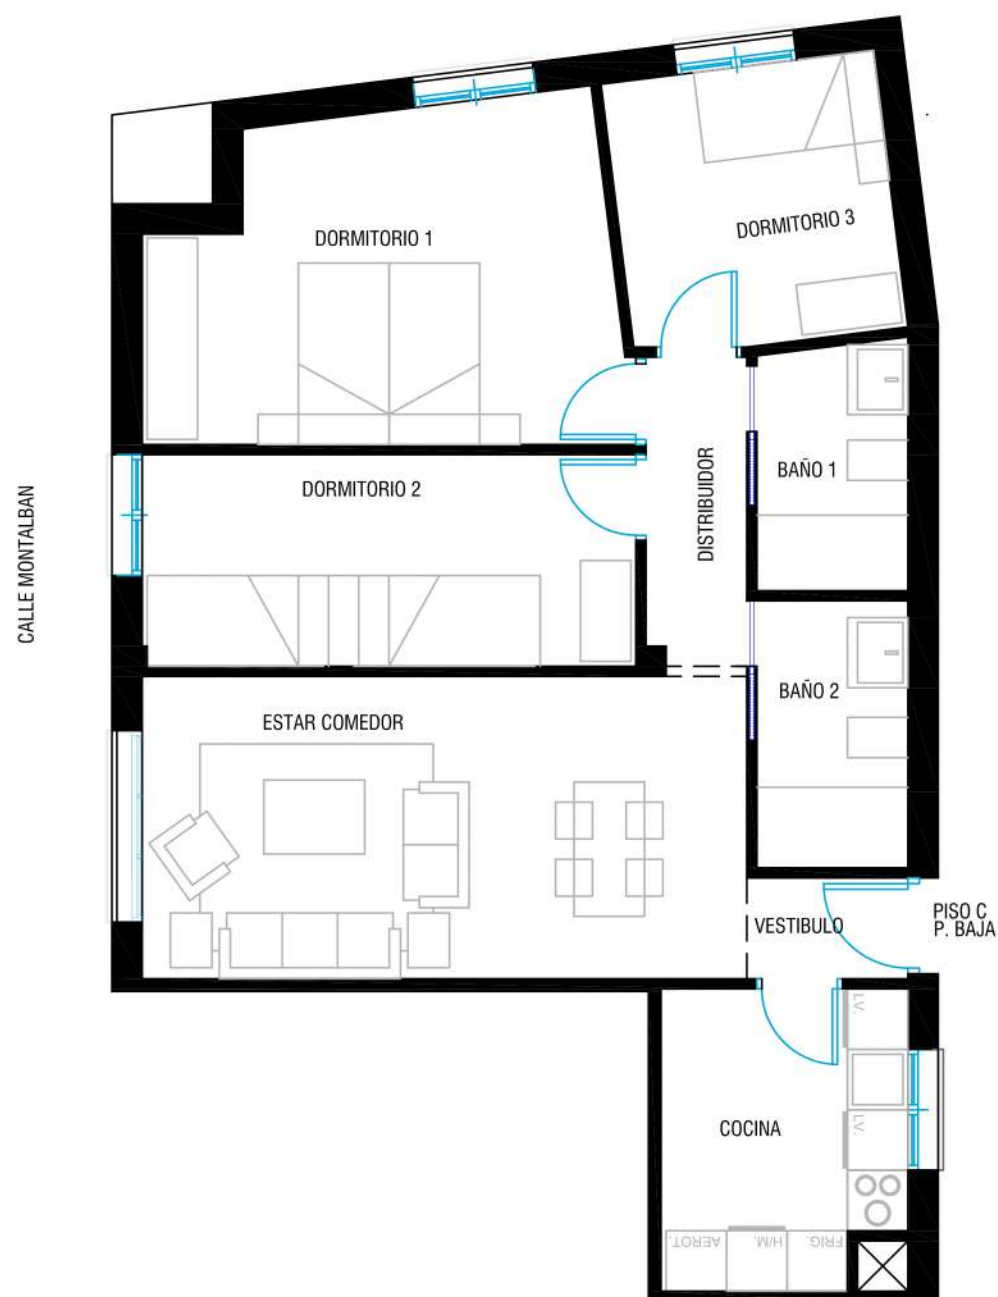 DORMITORIO 3
DORMITORIO 1
DORMITORIO 2
BAÑO 1
DISTRIBUIDOR
CALLE MONTALBAN
BAÑO 2
ESTAR COMEDOR
VESTIBULO
PISO C
P. BAJA
LV.
COCINA
LV.
AEROT.
H/M.
FRIG.